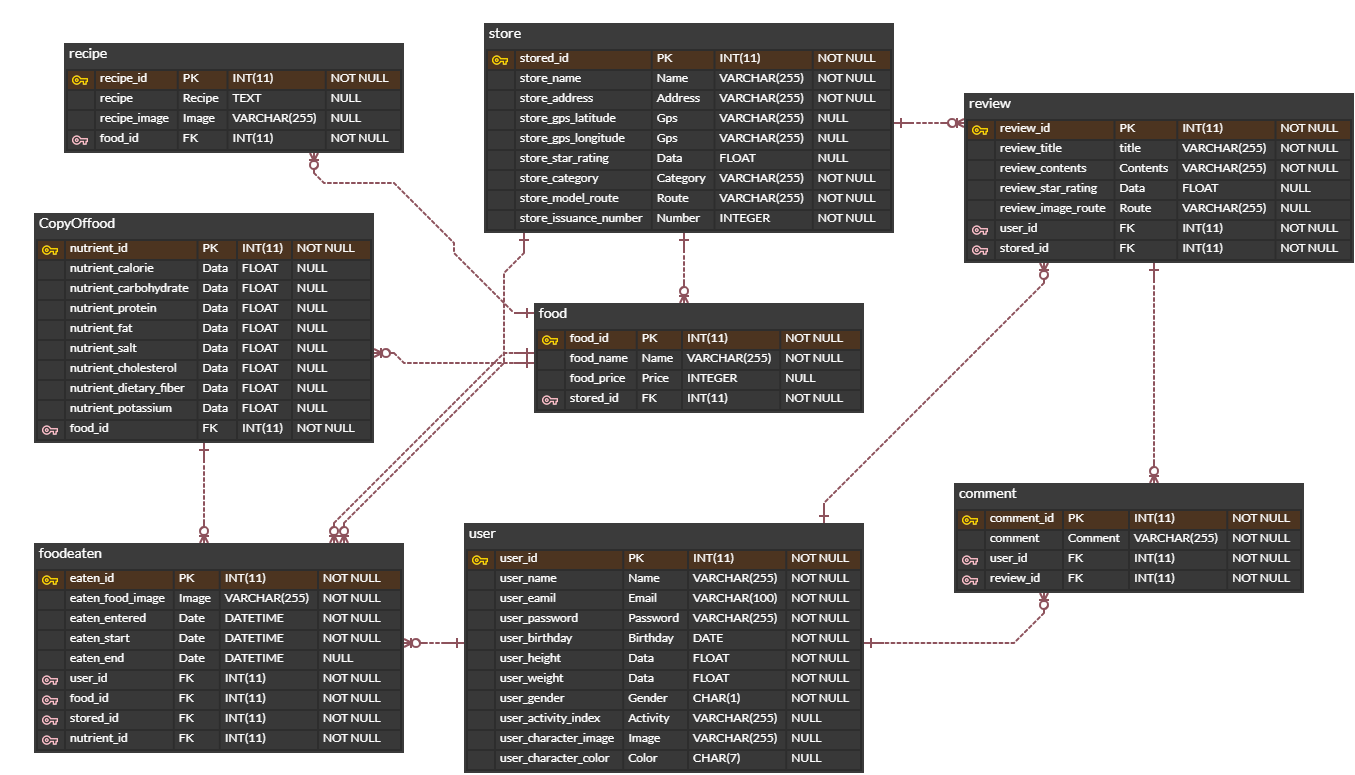 recipe
recipe_id PK INT(11) NOT NULL
recipe Recipe TEXT NULL
recipe_image Image VARCHAR(255) NULL
food_id FK INT(11) NOT NULL
store
stored_id PK INT(11) NOT NULL
store_name Name VARCHAR(255) NOT NULL
store_address Address VARCHAR(255) NOT NULL
store_gps_latitude Gps VARCHAR(255) NULL
store_gps_longitude Gps VARCHAR(255) NULL
store_star_rating Data FLOAT NULL
store_category Category VARCHAR(255) NOT NULL
store_model_route Route VARCHAR(255) NOT NULL
store_issuance_number Number INTEGER NOT NULL
review
review_id PK INT(11) NOT NULL
review_title title VARCHAR(255) NOT NULL
review_contents Contents VARCHAR(255) NOT NULL
review_star_rating Data FLOAT NULL
review_image_route Route VARCHAR(255) NULL
user_id FK INT(11) NOT NULL
stored_id FK INT(11) NOT NULL
CopyOffood
nutrient_id PK INT(11) NOT NULL
nutrient_calorie Data FLOAT NULL
nutrient_carbohydrate Data FLOAT NULL
nutrient_protein Data FLOAT NULL
nutrient_fat Data FLOAT NULL
nutrient_salt Data FLOAT NULL
nutrient_cholesterol Data FLOAT NULL
nutrient_dietary_fiber Data FLOAT NULL
nutrient_potassium Data FLOAT NULL
food_id FK INT(11) NOT NULL
food
food_id PK INT(11) NOT NULL
food_name Name VARCHAR(255) NOT NULL
food_price Price INTEGER NULL
stored_id FK INT(11) NOT NULL
foodeaten
eaten_id PK INT(11) NOT NULL
eaten_food_image Image VARCHAR(255) NOT NULL
eaten_entered Date DATETIME NOT NULL
eaten_start Date DATETIME NOT NULL
eaten_end Date DATETIME NULL
user_id FK INT(11) NOT NULL
food_id FK INT(11) NOT NULL
stored_id FK INT(11) NOT NULL
nutrient_id FK INT(11) NOT NULL
user
user_id PK INT(11) NOT NULL
user_name Name VARCHAR(255) NOT NULL
user_eamil Email VARCHAR(100) NOT NULL
user_password Password VARCHAR(255) NOT NULL
user_birthday Birthday DATE NOT NULL
user_height Data FLOAT NOT NULL
user_weight Data FLOAT NOT NULL
user_gender Gender CHAR(1) NOT NULL
user_activity_index Activity VARCHAR(255) NULL
user_character_image Image VARCHAR(255) NULL
user_character_color Color CHAR(7) NULL
comment
comment_id PK INT(11) NOT NULL
comment Comment VARCHAR(255) NOT NULL
user_id FK INT(11) NOT NULL
review_id FK INT(11) NOT NULL